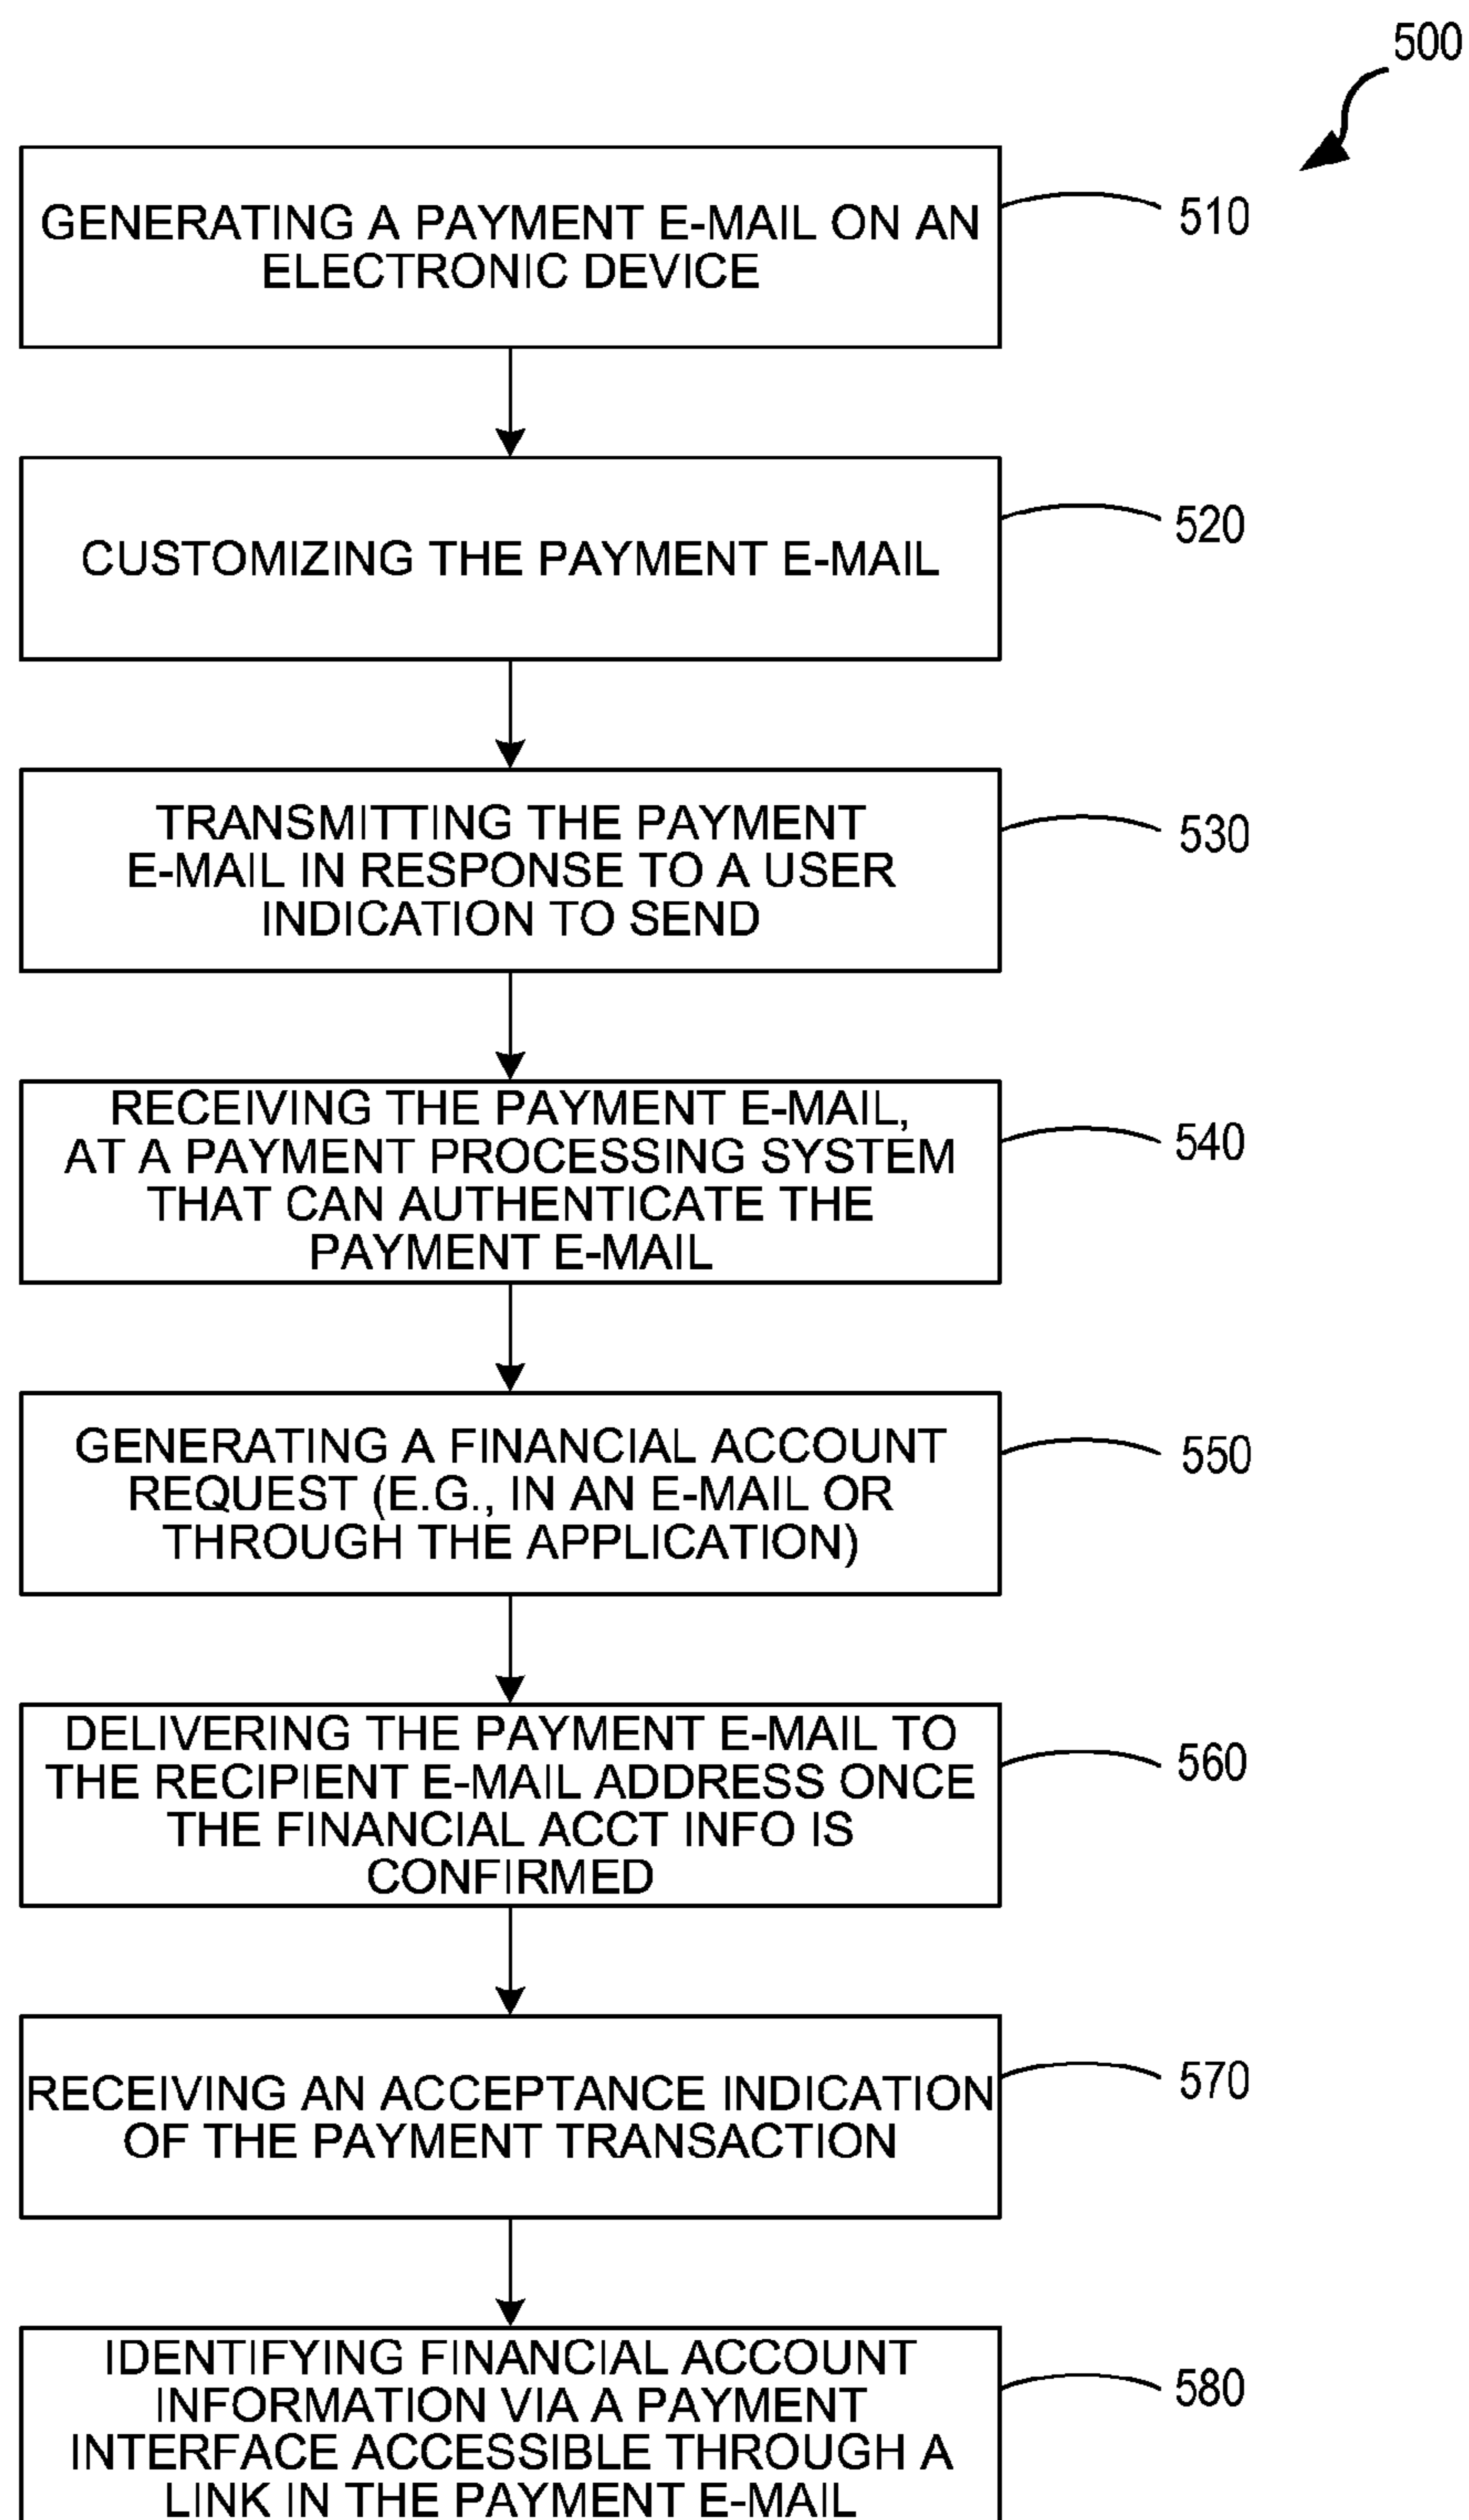 500
GENERATING A PAYMENT E-MAIL ON AN
ELECTRONIC DEVICE
510
CUSTOMIZING THE PAYMENT E-MAIL
520
TRANSMITTING THE PAYMENT
E-MAIL IN RESPONSE TO A USER
INDICATION TO SEND
530
RECEIVING THE PAYMENT E-MAIL,
AT A PAYMENT PROCESSING SYSTEM
THAT CAN AUTHENTICATE THE
PAYMENT E-MAIL
540
GENERATING A FINANCIAL ACCOUNT
REQUEST (E.G., IN AN E-MAIL OR
THROUGH THE APPLICATION)
550
DELIVERING THE PAYMENT E-MAIL TO
THE RECIPIENT E-MAIL ADDRESS ONCE
THE FINANCIAL ACCT INFO IS
CONFIRMED
560
RECEIVING AN ACCEPTANCE INDICATION
OF THE PAYMENT TRANSACTION
570
IDENTIFYING FINANCIAL ACCOUNT
INFORMATION VIA A PAYMENT
INTERFACE ACCESSIBLE THROUGH A
LINK IN THE PAYMENT E-MAIL
580